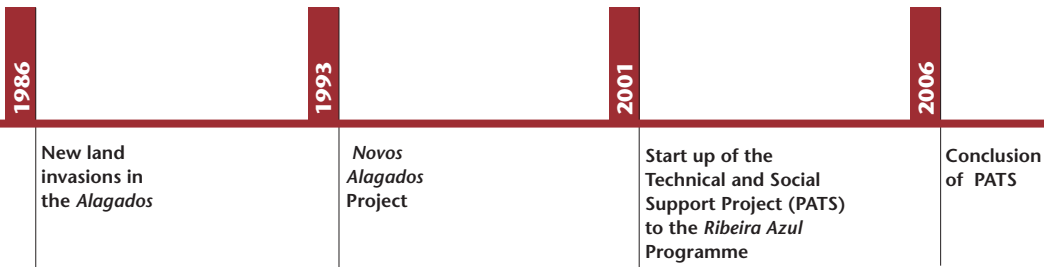 1986
New land
invasions in
the Alagados
1993
Novos
Alagados
Project
2001
Start up of the
Technical and Social
Support Project (PATS)
to the Ribeira Azul
Programme
2006
Conclusion
of PATS